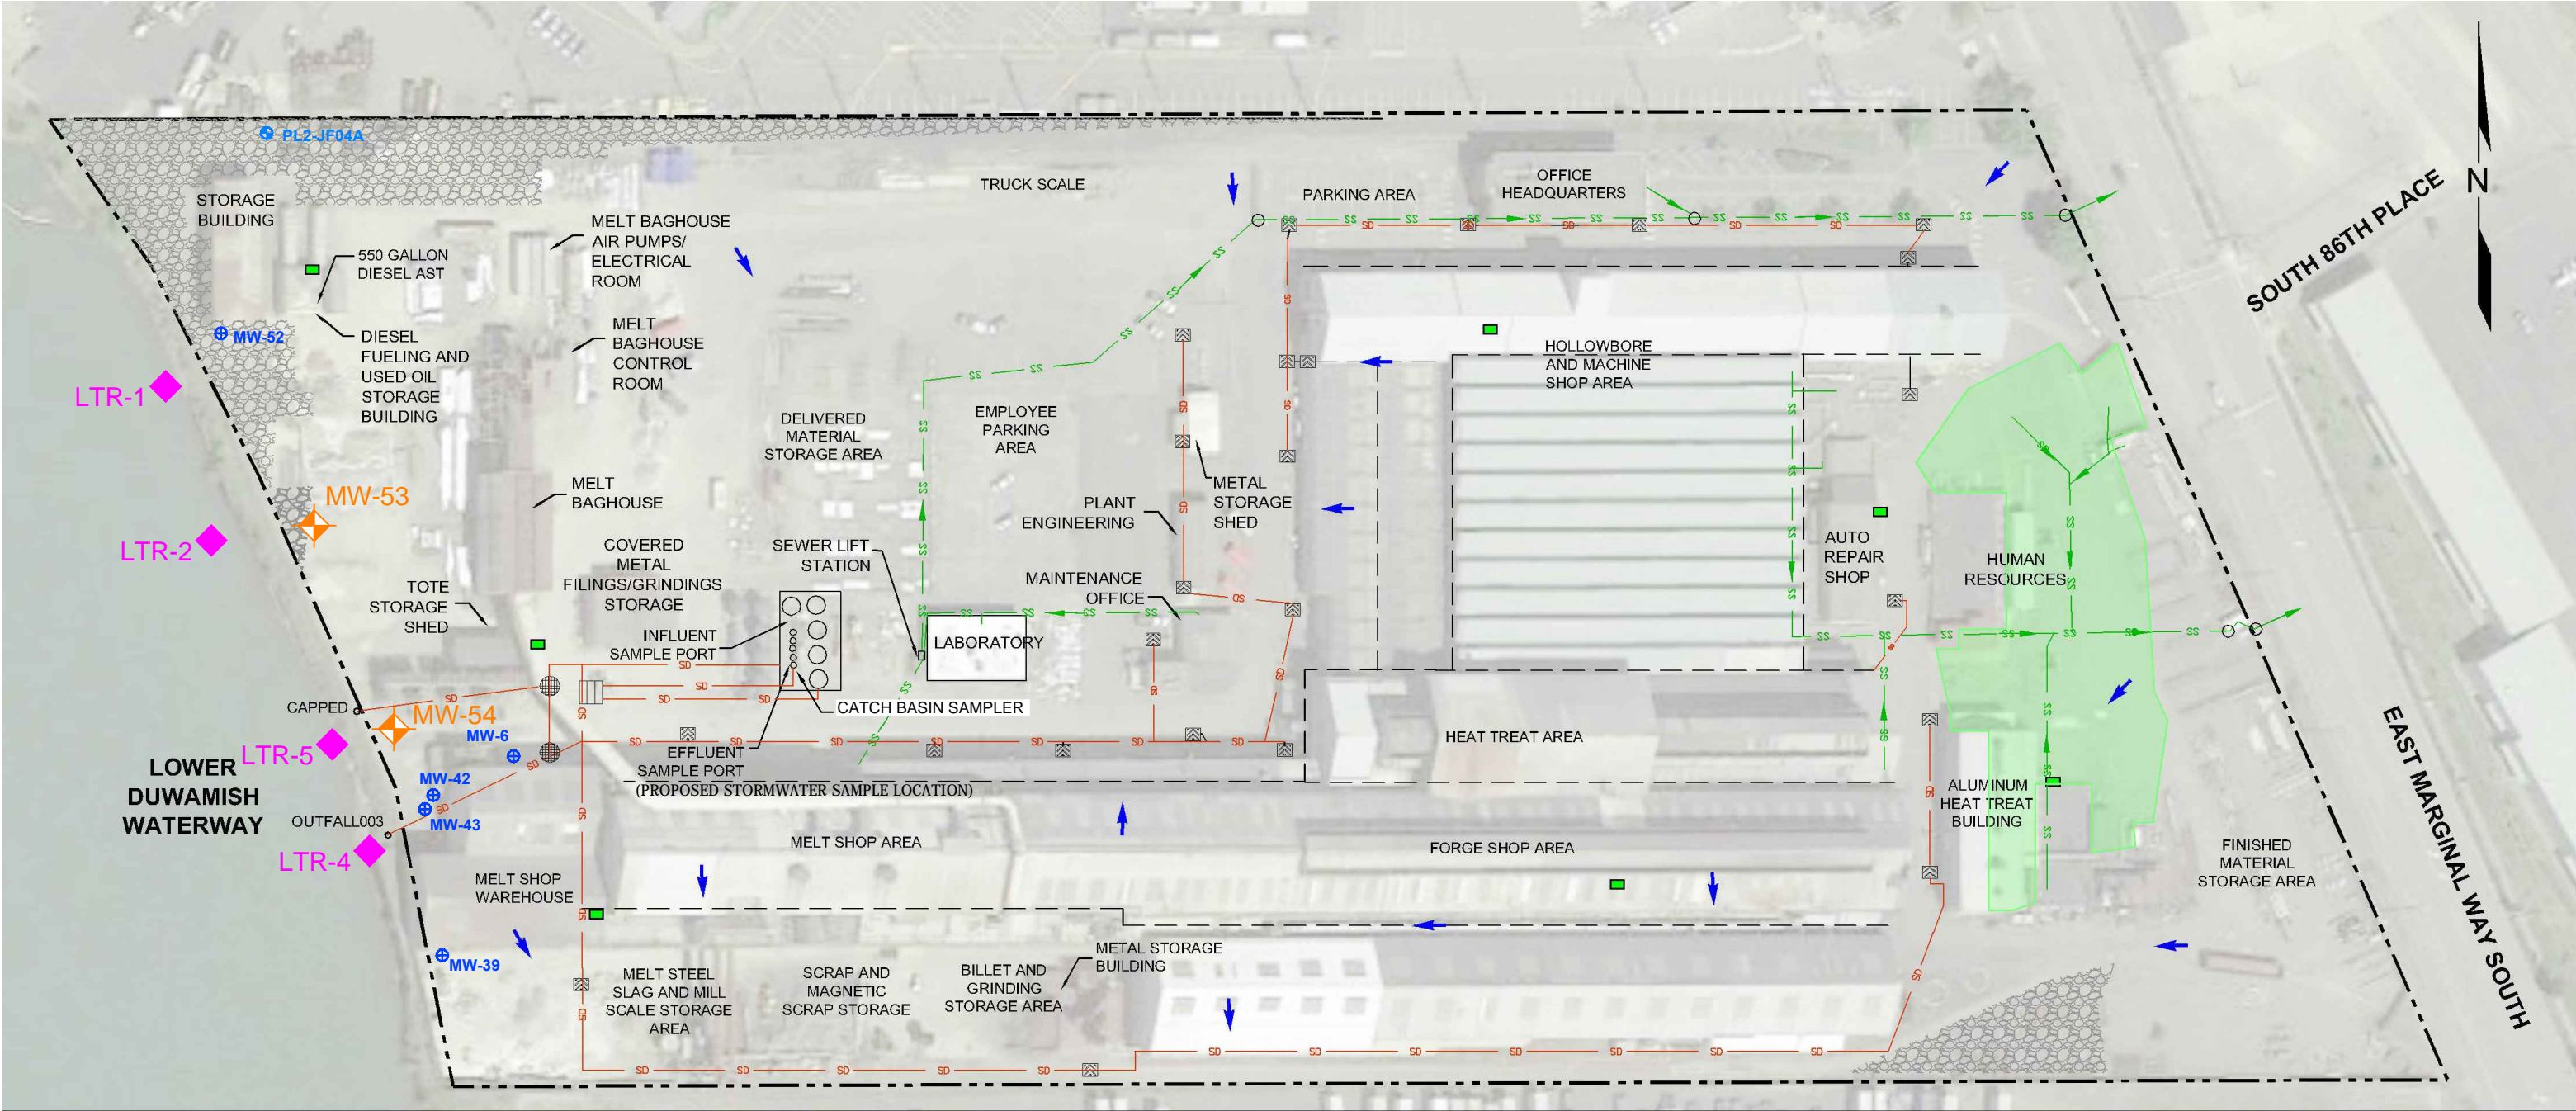 PL2-JF04A
STORAGE
BUILDING
550 GALLON
DIESEL AST
MELT BAGHOUSE
AIR PUMPS/
ELECTRICAL
ROOM
TRUCK SCALE
PARKING AREA
OFFICE
HEADQUARTERS
SOUTH 86TH PLACE
N
MW-52
DIESEL
FUELING AND
USED OIL
STORAGE
BUILDING
MELT
BAGHOUSE
CONTROL
ROOM
LTR-1
HOLLOWBORE
AND MACHINE
SHOP AREA
DELIVERED
MATERIAL
STORAGE AREA
EMPLOYEE
PARKING
AREA
MW-53
MELT
BAGHOUSE
METAL
STORAGE
SHED
PLANT
ENGINEERING
LTR-2
COVERED
METAL
FILINGS/GRINDINGS
STORAGE
SEWER LIFT
STATION
AUTO
REPAIR
SHOP
HUMAN
RESOURCES
TOTE
STORAGE
SHED
MAINTENANCE
OFFICE
INFLUENT
SAMPLE PORT
LABORATORY
CAPPED
MW-54
CATCH BASIN SAMPLER
MW-6
LTR-5
EFFLUENT
SAMPLE PORT
(PROPOSED STORMWATER SAMPLE LOCATION)
HEAT TREAT AREA
LOWER
DUWAMISH
WATERWAY
MW-42
MW-43
OUTFALL003
LTR-4
ALUMINUM
HEAT TREAT
BUILDING
EAST MARGINAL WAY SOUTH
MELT SHOP AREA
FORGE SHOP AREA
FINISHED
MATERIAL
STORAGE AREA
MELT SHOP
WAREHOUSE
MW-39
METAL STORAGE
BUILDING
MELT STEEL
SLAG AND MILL
SCALE STORAGE
AREA
SCRAP AND
MAGNETIC
SCRAP STORAGE
BILLET AND
GRINDING
STORAGE AREA
SS
SD